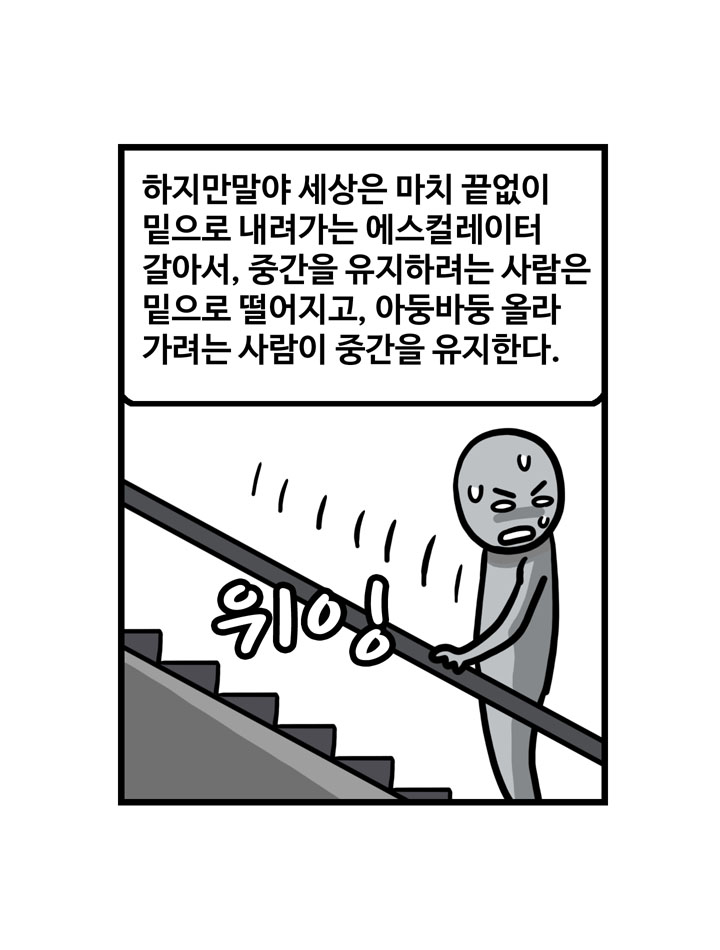 하지만말야 세상은 마치 끝없이
밑으로 내려가는 에스컬레이터
같아서, 중간을 유지하려는 사람은
밑으로 떨어지고, 아둥바둥 올라
가려는 사람이 중간을 유지한다.
위잉